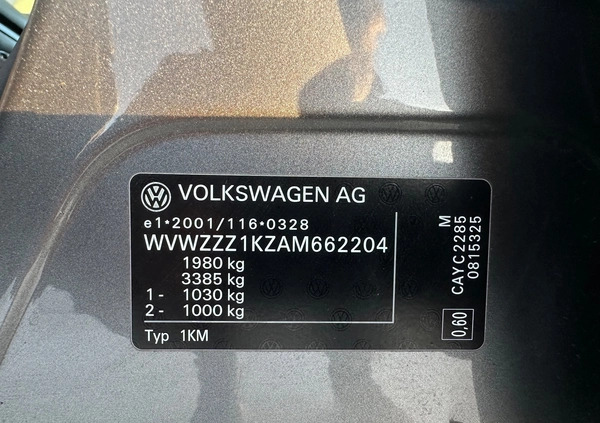 VOLKSWAGEN AG
e1*2001/116*0328
WVWZZZ1KZAM662204
1980 kg
3385 kg
1- 1030 kg
2- 1000 kg
Typ 1KM
M
CAYC2285
0815325
0,60